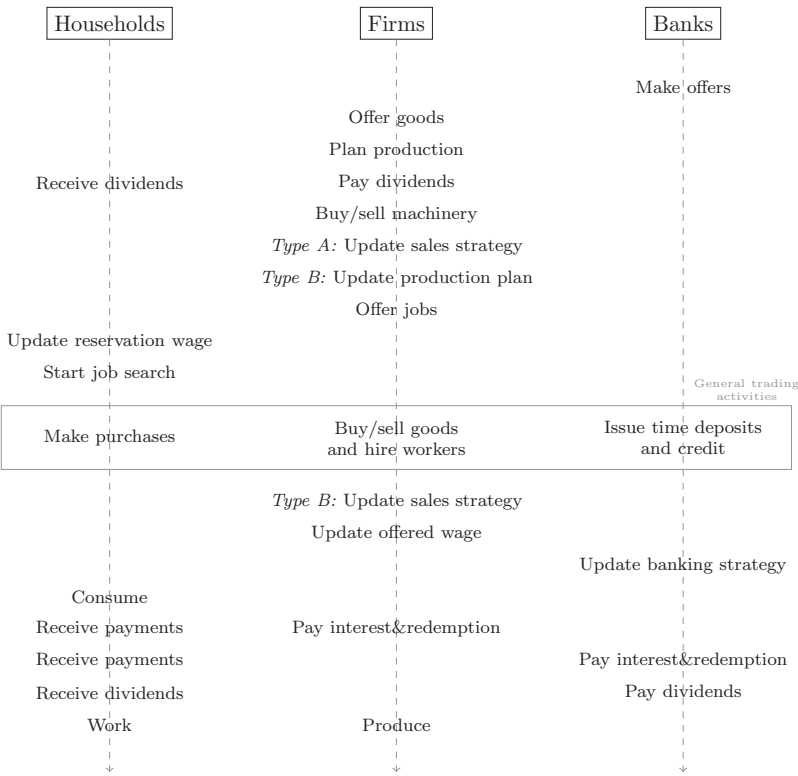 Households Firms Banks
Make offers
Offer goods
Plan production
Receive dividends Pay dividends
Buy/sell machinery
Type A: Update sales strategy
Type B: Update production plan
Offer jobs
Update reservation wage
Start job search
General trading
activities
Make purchases
Buy/sell goods
and hire workers
Issue time deposits
and credit
Type B: Update sales strategy
Update offered wage
Update banking strategy
Consume
Receive payments Pay interest&redemption
Receive payments Pay interest&redemption
Receive dividends Pay dividends
Work Produce